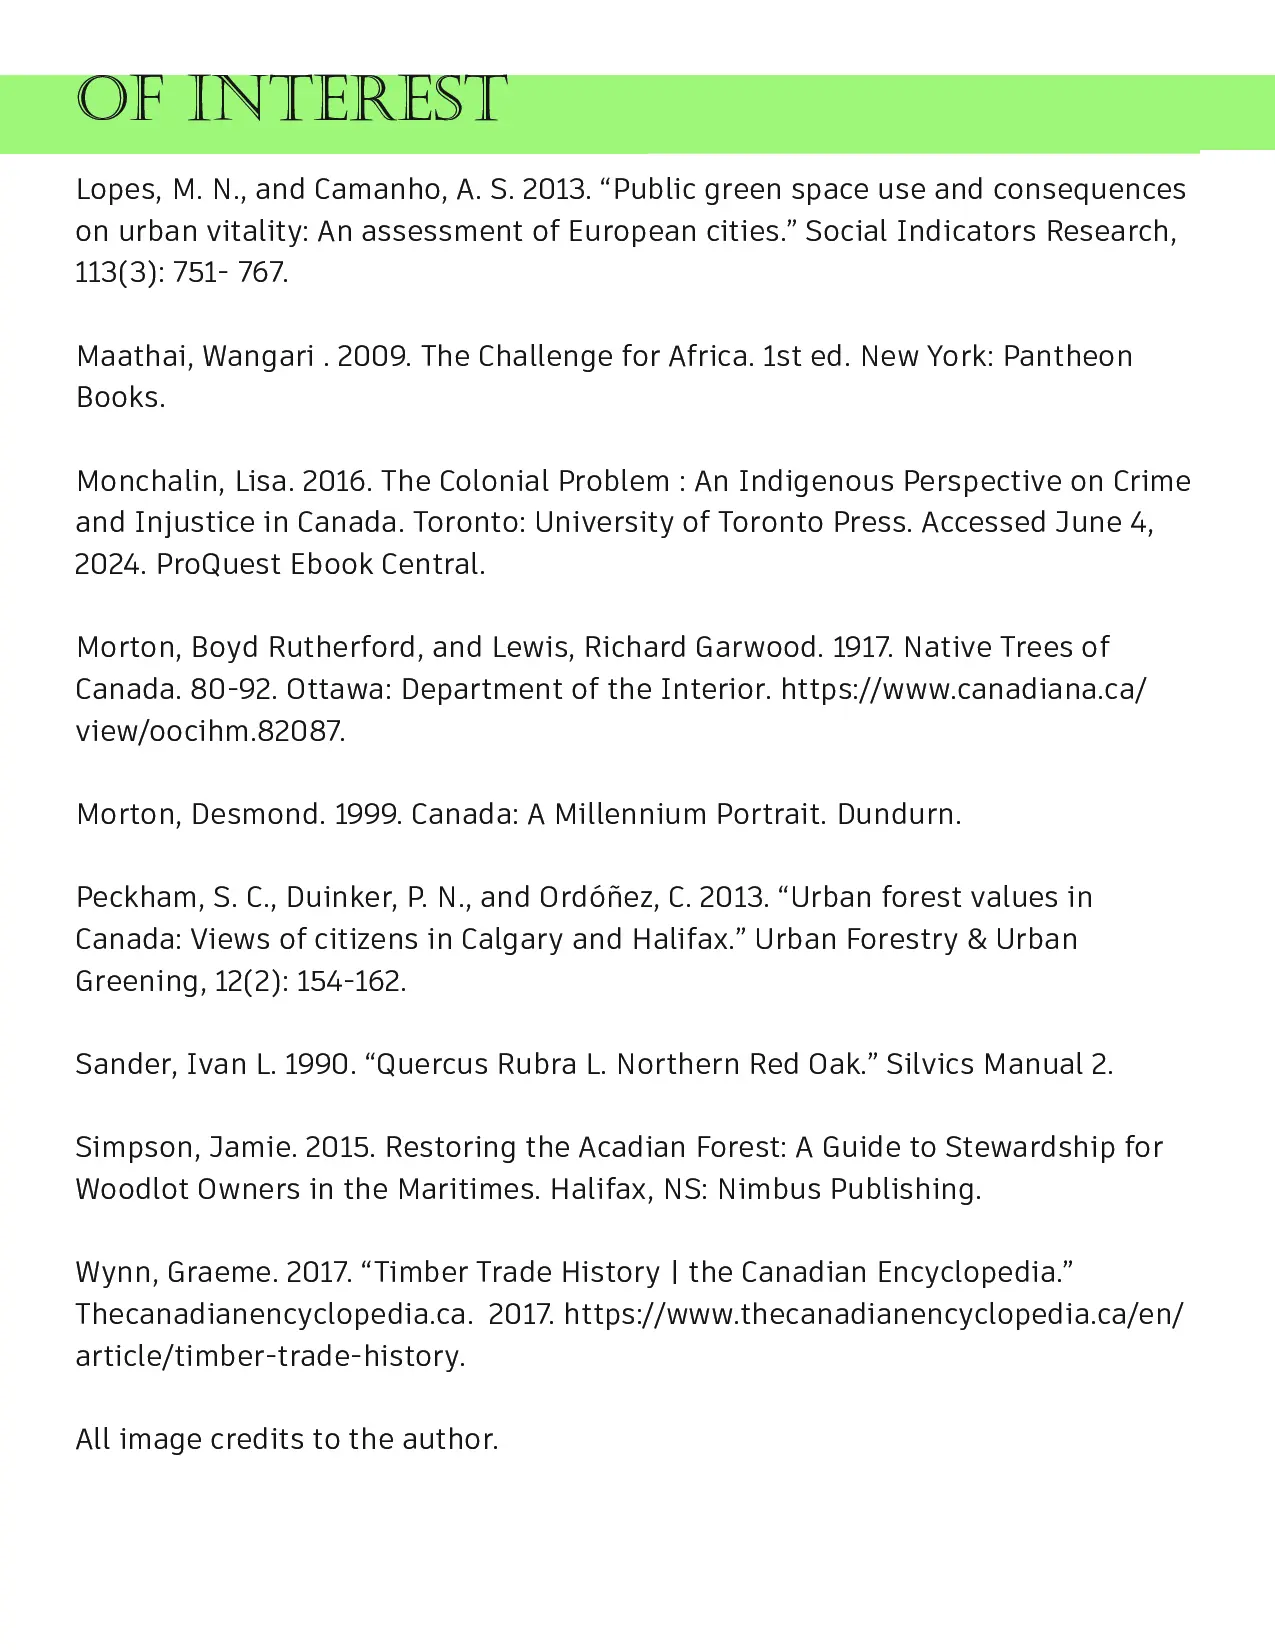 OF INTEREST
Lopes, M. N., and Camanho, A. S. 2013. “Public green space use and consequences
on urban vitality: An assessment of European cities.” Social Indicators Research,
113(3): 751- 767.
Maathai, Wangari . 2009. The Challenge for Africa. 1st ed. New York: Pantheon
Books.
Monchalin, Lisa. 2016. The Colonial Problem : An Indigenous Perspective on Crime
and Injustice in Canada. Toronto: University of Toronto Press. Accessed June 4,
2024. ProQuest Ebook Central.
Morton, Boyd Rutherford, and Lewis, Richard Garwood. 1917. Native Trees of
Canada. 80-92. Ottawa: Department of the Interior. https://www.canadiana.ca/
view/oocihm.82087.
Morton, Desmond. 1999. Canada: A Millennium Portrait. Dundurn.
Peckham, S. C., Duinker, P. N., and Ordóñez, C. 2013. “Urban forest values in
Canada: Views of citizens in Calgary and Halifax.” Urban Forestry & Urban
Greening, 12(2): 154-162.
Sander, Ivan L. 1990. “Quercus Rubra L. Northern Red Oak.” Silvics Manual 2.
Simpson, Jamie. 2015. Restoring the Acadian Forest: A Guide to Stewardship for
Woodlot Owners in the Maritimes. Halifax, NS: Nimbus Publishing.
Wynn, Graeme. 2017. “Timber Trade History | the Canadian Encyclopedia.”
Thecanadianencyclopedia.ca.  2017. https://www.thecanadianencyclopedia.ca/en/
article/timber-trade-history.
All image credits to the author.